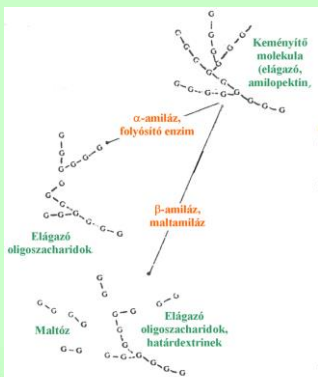 Keményítő
molekula
(elágazó,
amilopektin,
α-amiláz,
folyósító enzim
β-amiláz,
maltamiláz
Elágazó
oligoszacharidok
Maltóz
Elágazó
oligoszacharidok,
határdextrinek